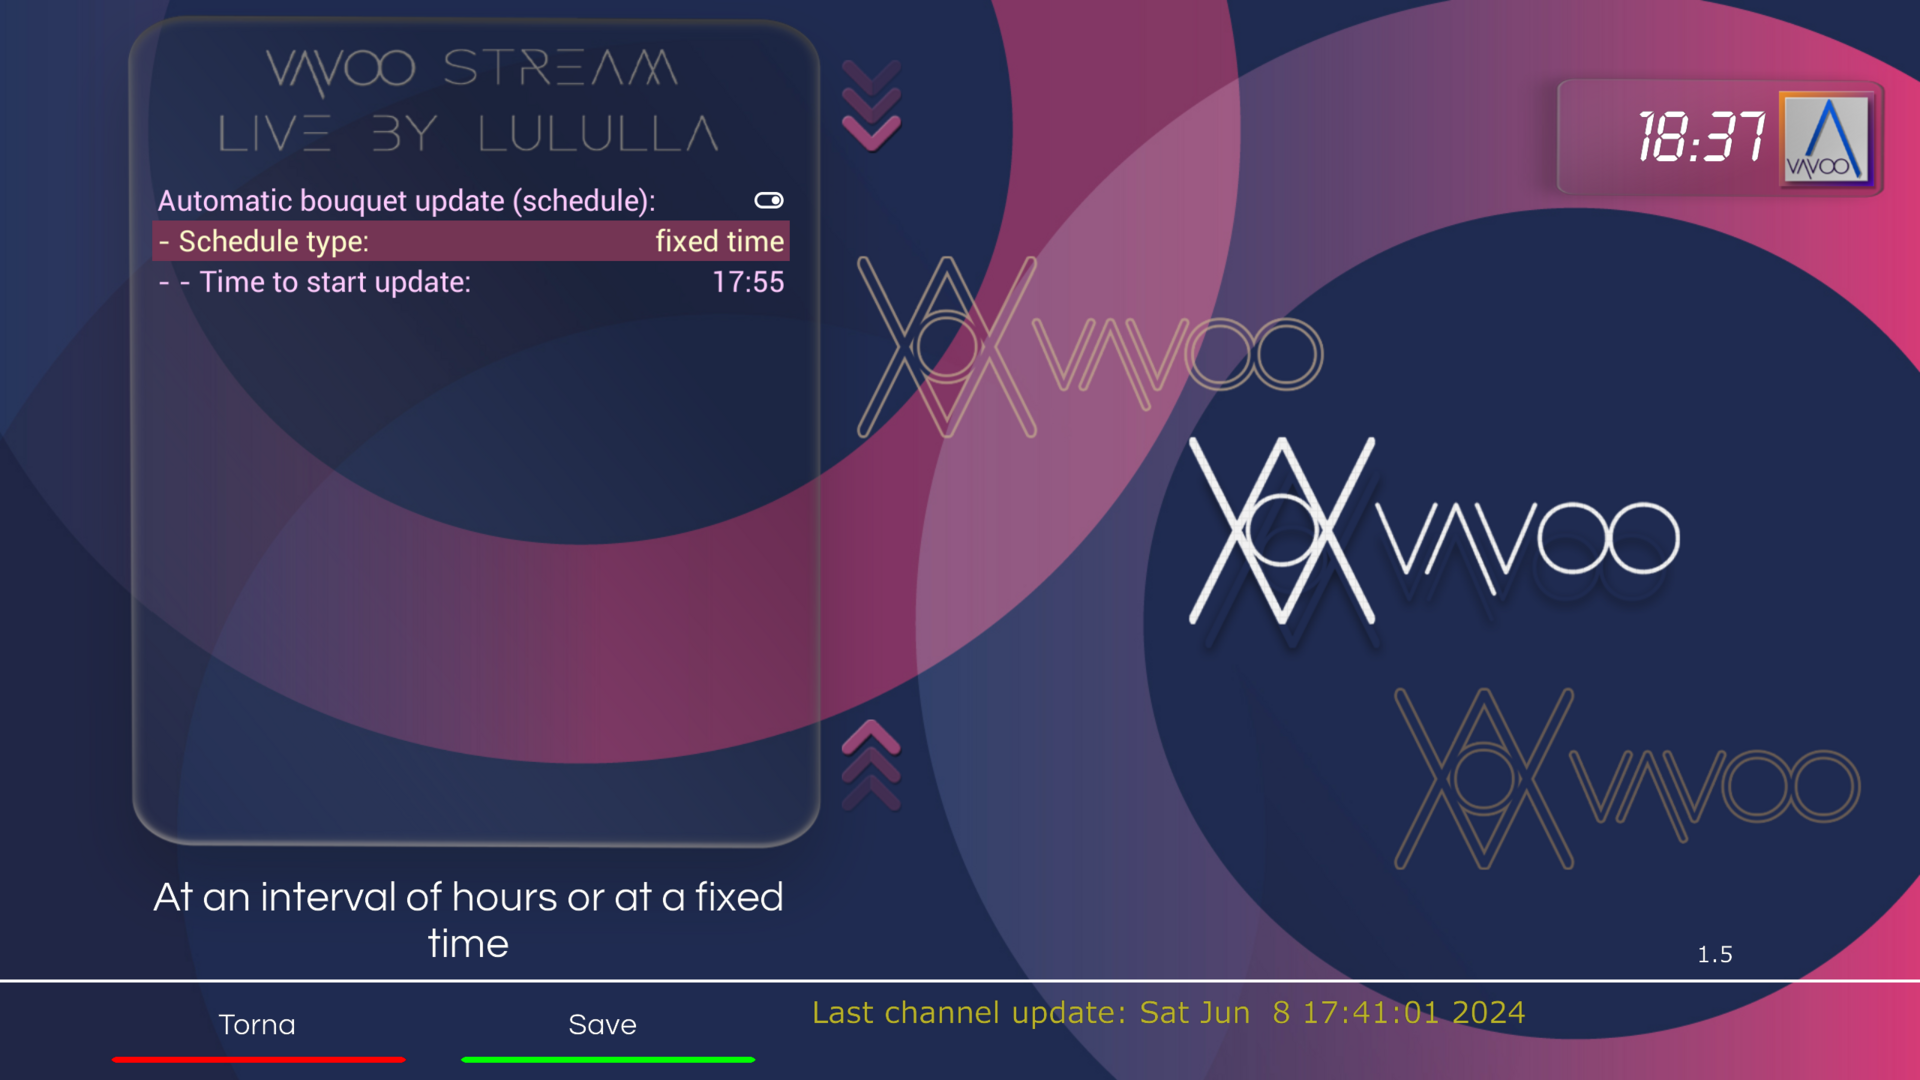 VAVOO STREAM
LIVE BY LULULLA
18:37
VAVOO
Automatic bouquet update (schedule):
- Schedule type: fixed time
- - Time to start update: 17:55
VAVOO
VAVOO
VAVOO
At an interval of hours or at a fixed
time
1.5
Last channel update: Sat Jun  8 17:41:01 2024
Torna Save